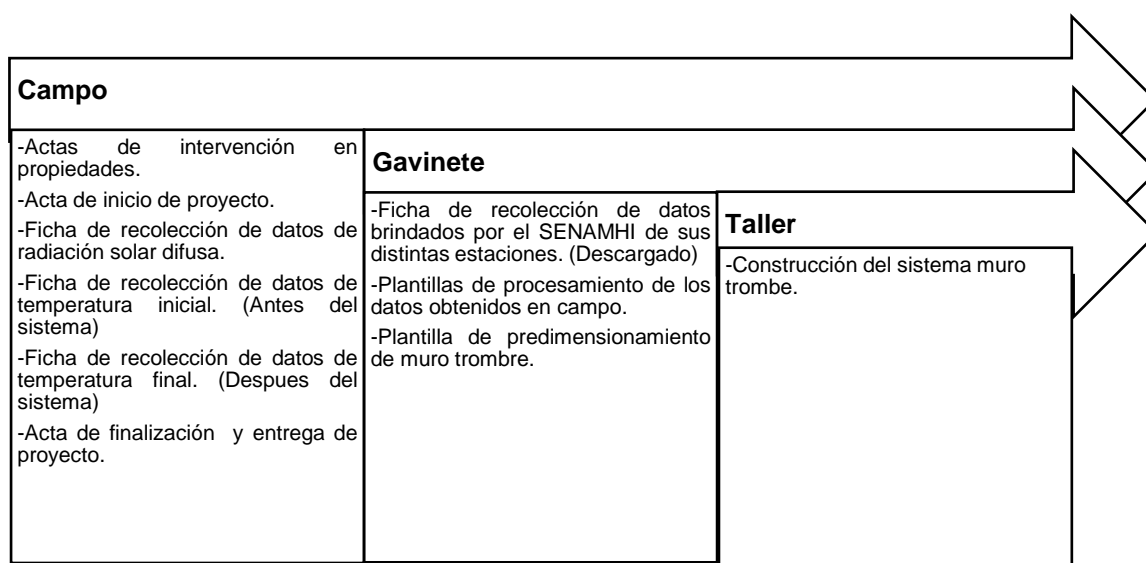 Campo
-Actas de intervención en
propiedades.
-Acta de inicio de proyecto.
-Ficha de recolección de datos de
radiación solar difusa.
-Ficha de recolección de datos de
temperatura inicial. (Antes del
sistema)
-Ficha de recolección de datos de
temperatura final. (Despues del
sistema)
-Acta de finalización y entrega de
proyecto.
Gavinete
-Ficha de recolección de datos
brindados por el SENAMHI de sus
distintas estaciones. (Descargado)
-Plantillas de procesamiento de los
datos obtenidos en campo.
-Plantilla de predimensionamiento
de muro trombre.
Taller
-Construcción del sistema muro
trombe.